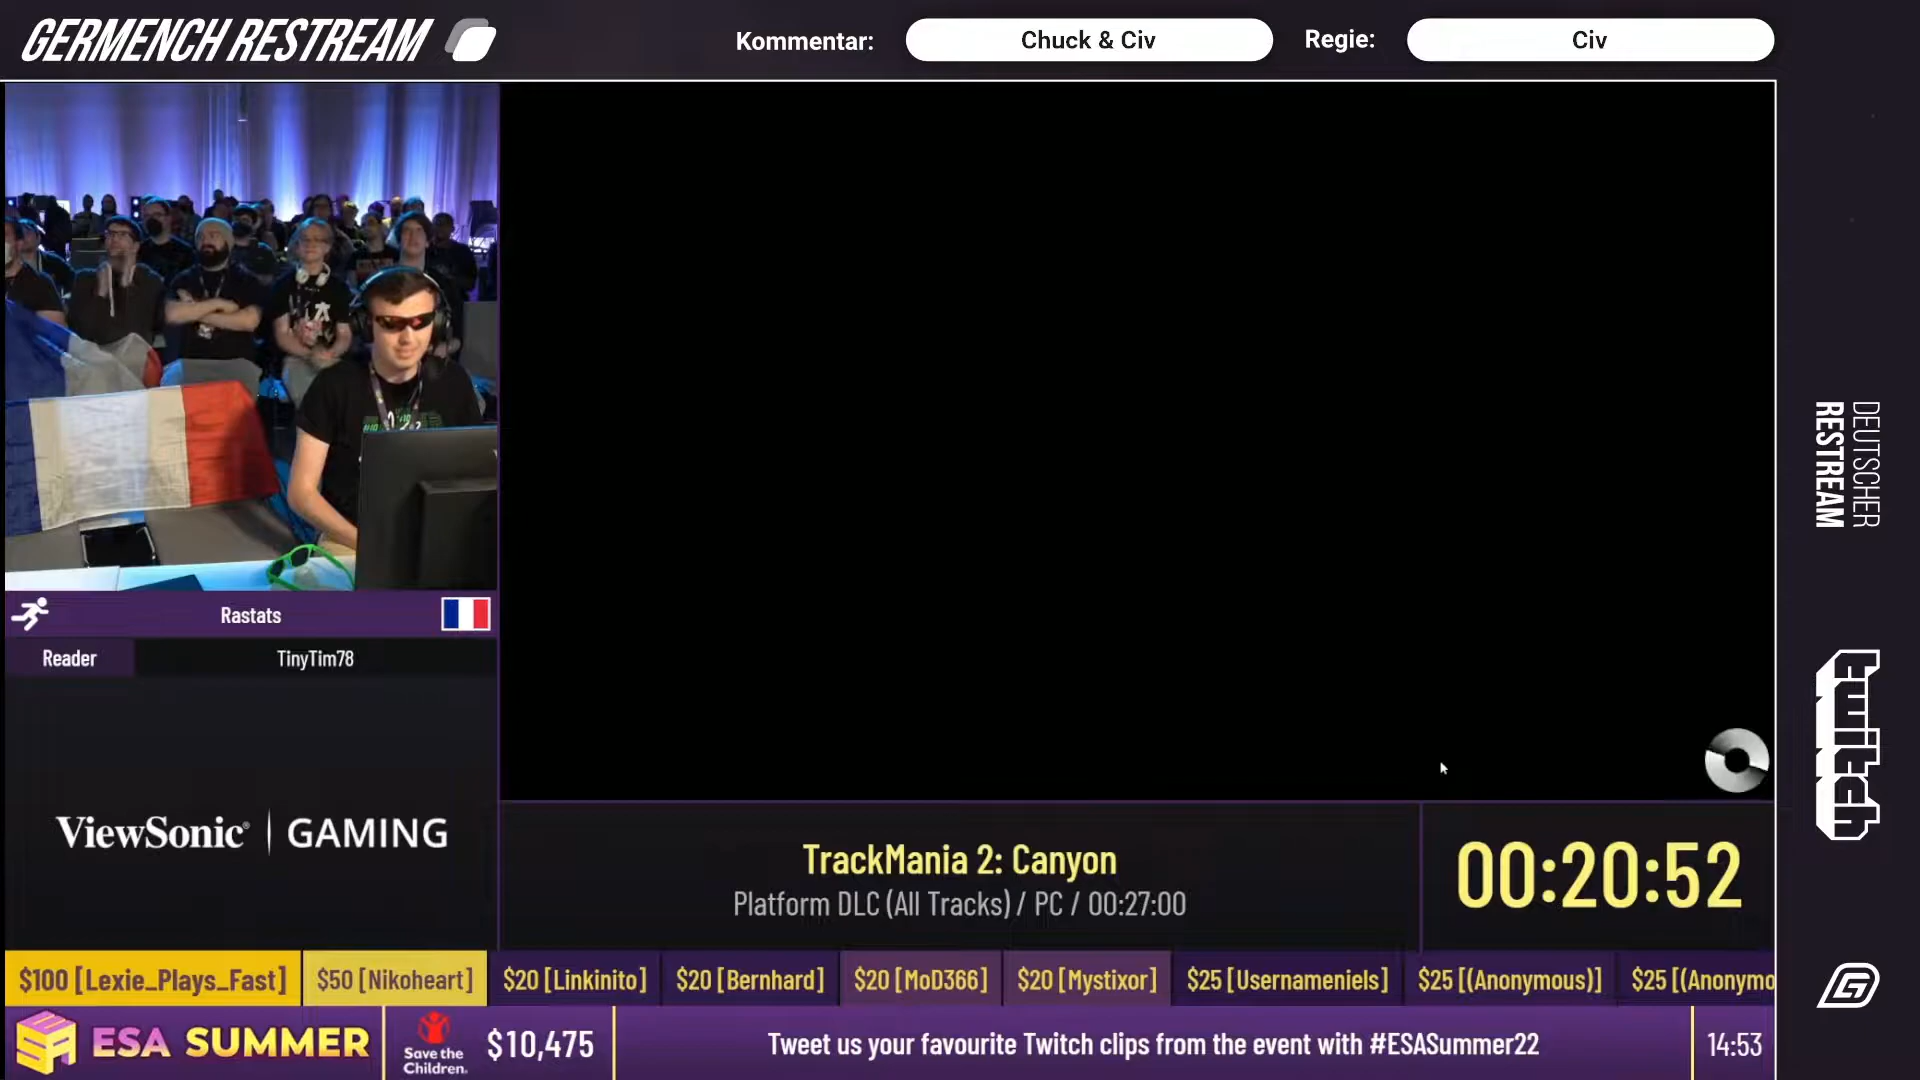 GERMENCH RESTREAM
Kommentar:
Chuck & Civ
Regie:
Civ
Rastats
Reader
TinyTim78
ViewSonic | GAMING
TrackMania 2: Canyon
Platform DLC (All Tracks) / PC / 00:27:00
00:20:52
DEUTSCHER
RESTREAM
twitch
$100 [Lexie_Plays_Fast]
$50 [Nikoheart]
$20 [Linkinito]
$20 [Bernhard]
$20 [MoD366]
$20 [Mystixor]
$25 [Usernameniels]
$25 [(Anonymous)]
$25 [(Anonymo
ESA SUMMER
Save the
Children.
$10,475
Tweet us your favourite Twitch clips from the event with #ESASummer22
14:53